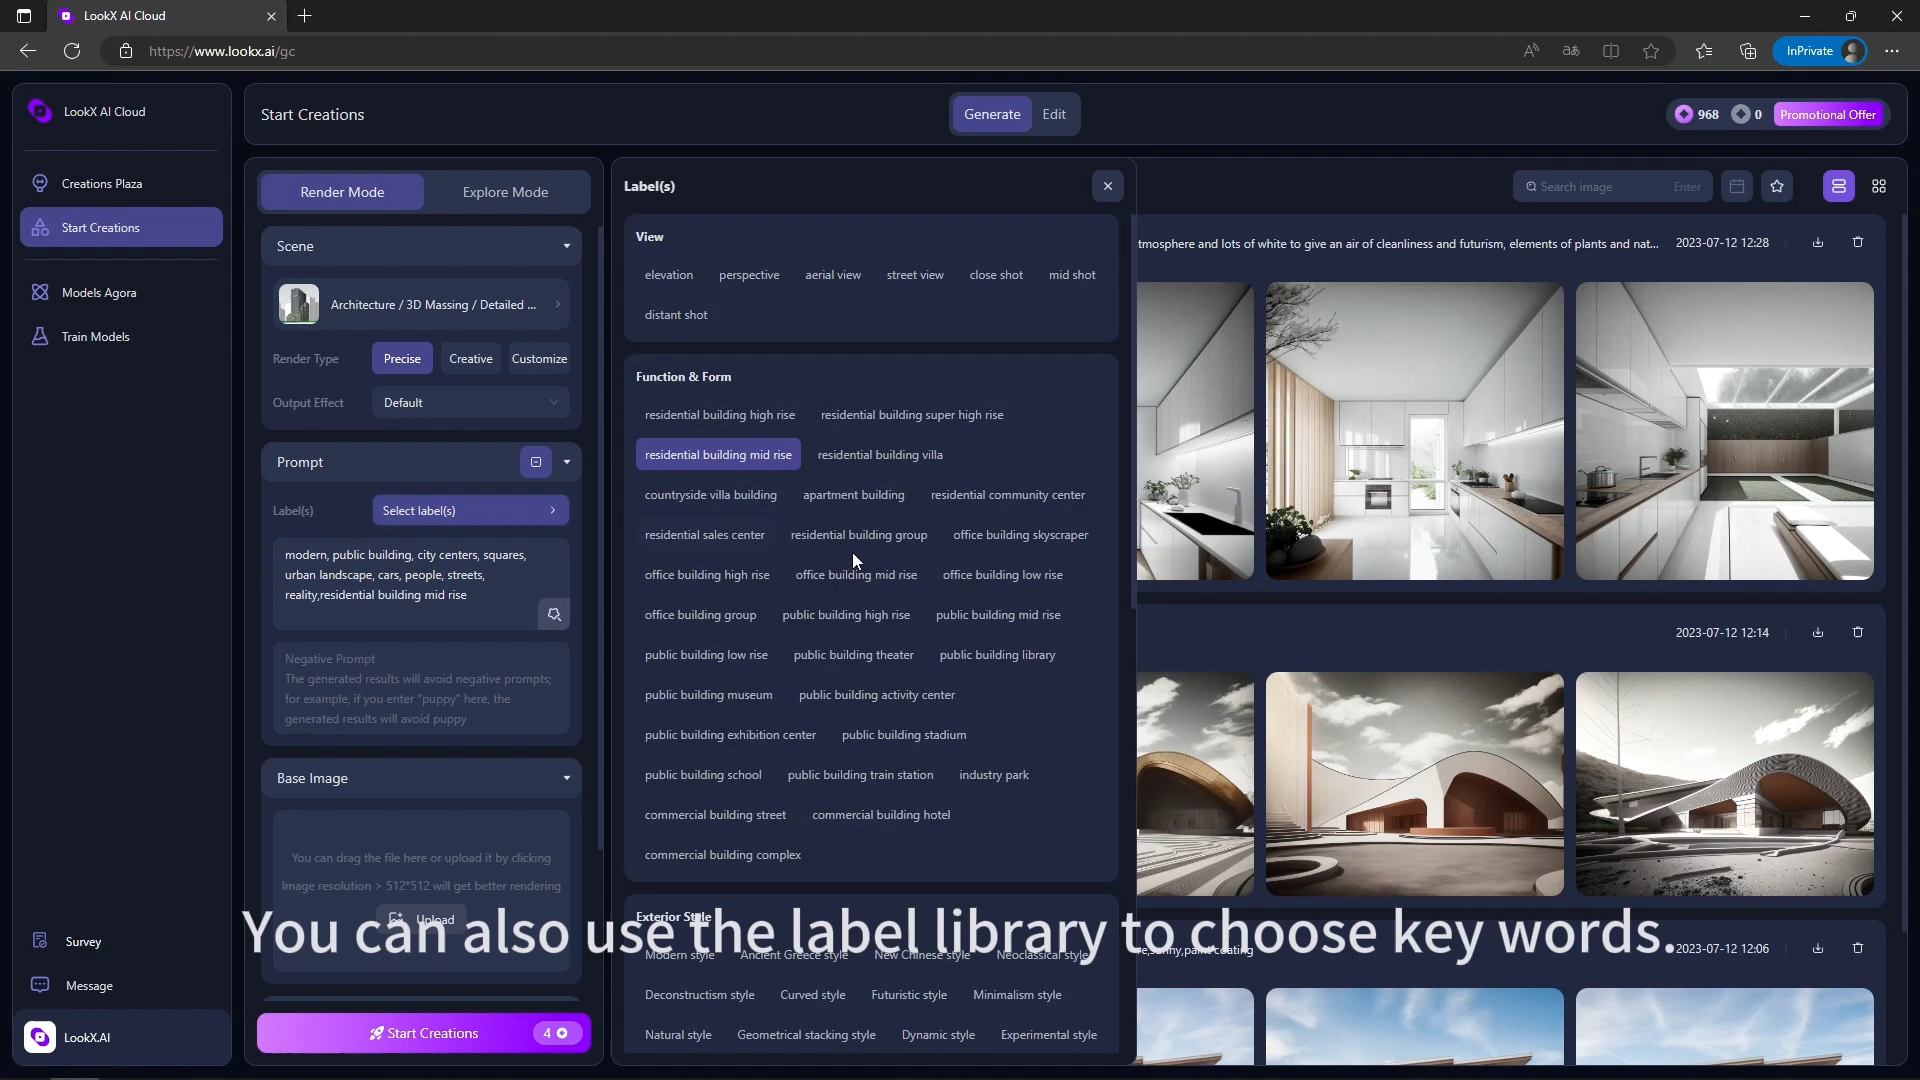 LookX AI Cloud
https://www.lookx.ai/gc
InPrivate
LookX AI Cloud
Creations Plaza
Start Creations
Models Agora
Train Models
Survey
Message
LookX.AI
Start Creations
Generate
Edit
968
0
Promotional Offer
Render Mode
Explore Mode
Scene
Architecture / 3D Massing / Detailed ...
Render Type
Precise
Creative
Customize
Output Effect
Default
Prompt
Label(s)
Select label(s)
modern, public building, city centers, squares,
urban landscape, cars, people, streets,
reality,residential building mid rise
Negative Prompt
The generated results will avoid negative prompts;
for example, if you enter "puppy" here, the
generated results will avoid puppy
Base Image
You can drag the file here or upload it by clicking
Image resolution > 512*512 will get better rendering
Upload
Start Creations
4
Label(s)
View
elevation perspective aerial view street view close shot mid shot
distant shot
Function & Form
residential building high rise residential building super high rise
residential building mid rise residential building villa
countryside villa building apartment building residential community center
residential sales center residential building group office building skyscraper
office building high rise office building mid rise office building low rise
office building group public building high rise public building mid rise
public building low rise public building theater public building library
public building museum public building activity center
public building exhibition center public building stadium
public building school public building train station industry park
commercial building street commercial building hotel
commercial building complex
Exterior Style
Modern style Ancient Greece style New Chinese style Neoclassical style
Deconstructism style Curved style Futuristic style Minimalism style
Natural style Geometrical stacking style Dynamic style Experimental style
Search image
Enter
tmosphere and lots of white to give an air of cleanliness and futurism, elements of plants and nat...
2023-07-12 12:28
2023-07-12 12:14
2023-07-12 12:06
You can also use the label library to choose key words.